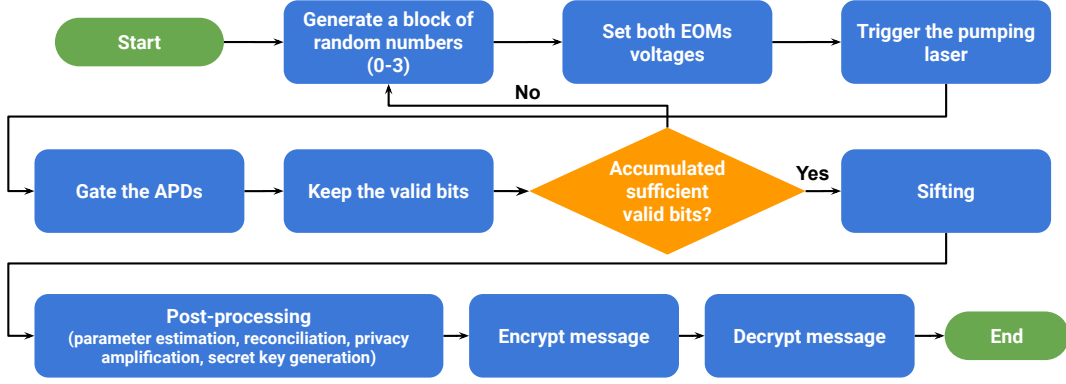 Start
Generate a block of
random numbers
(0-3)
Set both EOMs
voltages
Trigger the pumping
laser
No
Gate the APDs
Keep the valid bits
Accumulated
sufficient
valid bits?
Yes
Sifting
Post-processing
(parameter estimation, reconciliation, privacy
amplification, secret key generation)
Encrypt message
Decrypt message
End